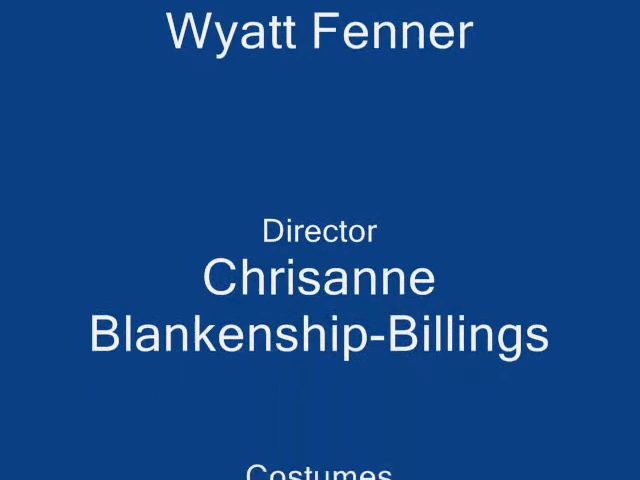 Wyatt Fenner
Director
Chrisanne
Blankenship-Billings
Costumes